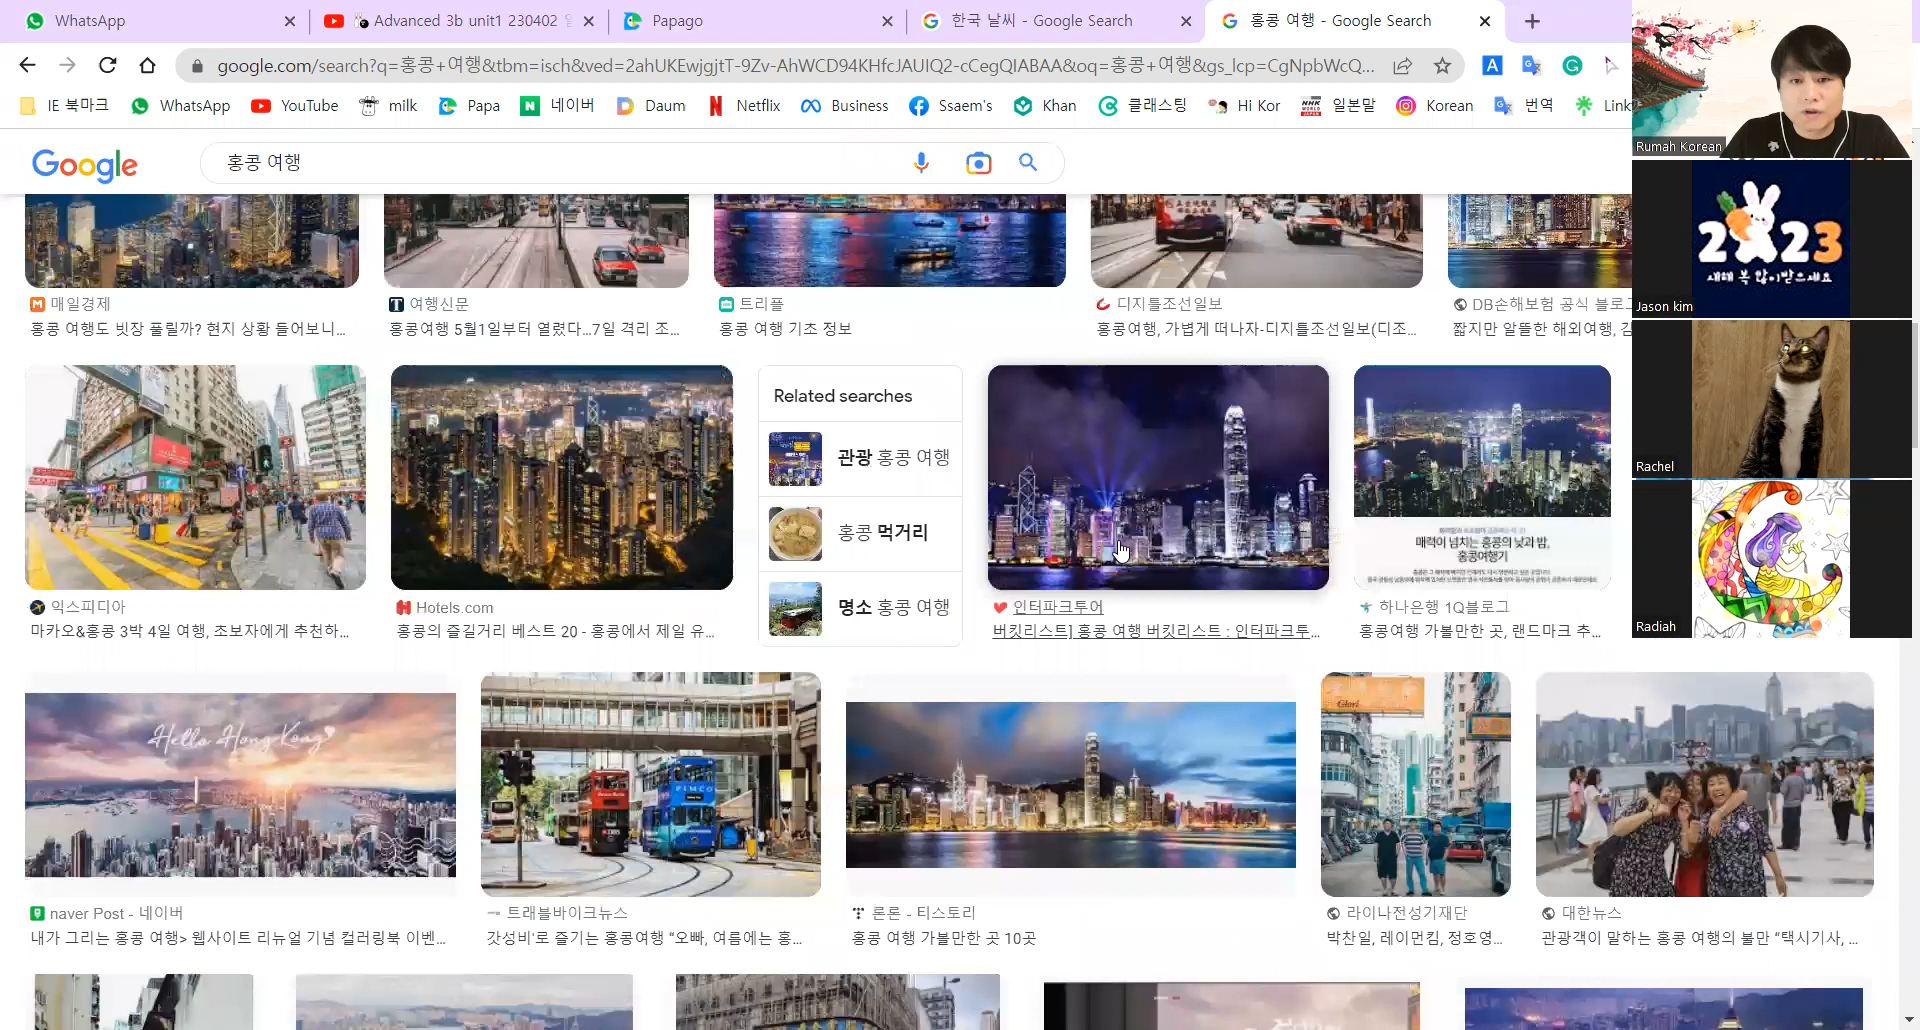 WhatsApp
Advanced 3b unit1 230402
Papago
한국 날씨 - Google Search
홍콩 여행 - Google Search
google.com/search?q=홍콩+여행&tbm=isch&ved=2ahUKEwjgjtT-9Zv-AhWCD94KHfcJAUIQ2-cCegQIABAA&oq=홍콩+여행&gs_lcp=CgNpbWcQ...
IE 북마크
WhatsApp
YouTube
milk
Papa
네이버
Daum
Netflix
Business
Ssaem's
Khan
클래스팅
Hi Kor
일본말
Korean
번역
Link
Google
홍콩 여행
Rumah Korean
2023
새해 복 많이받으세요
Jason kim
Rachel
Radiah
매일경제
홍콩 여행도 빗장 풀릴까? 현지 상황 들어보니...
여행신문
홍콩여행 5월1일부터 열렸다...7일 격리 조...
트리플
홍콩 여행 기초 정보
디지틀조선일보
홍콩여행, 가볍게 떠나자-디지틀조선일보(디조...
DB손해보험 공식 블로그
짧지만 알뜰한 해외여행, 김
익스피디아
마카오&홍콩 3박 4일 여행, 초보자에게 추천하...
Hotels.com
홍콩의 즐길거리 베스트 20 - 홍콩에서 제일 유...
Related searches
관광 홍콩 여행
홍콩 먹거리
명소 홍콩 여행
인터파크투어
버킷리스트] 홍콩 여행 버킷리스트 : 인터파크투...
매력이 넘치는 홍콩의 낮과 밤,
홍콩여행기
하나은행 1Q블로그
홍콩여행 가볼만한 곳, 랜드마크 추...
Hello Hong Kong
naver Post - 네이버
내가 그리는 홍콩 여행> 웹사이트 리뉴얼 기념 컬러링북 이벤...
PIMCO
트래블바이크뉴스
갓성비'로 즐기는 홍콩여행 “오빠, 여름에는 홍...
론론 - 티스토리
홍콩 여행 가볼만한 곳 10곳
Glori
라이나전성기재단
박찬일, 레이먼킴, 정호영...
대한뉴스
관광객이 말하는 홍콩 여행의 불만 “택시기사, ...